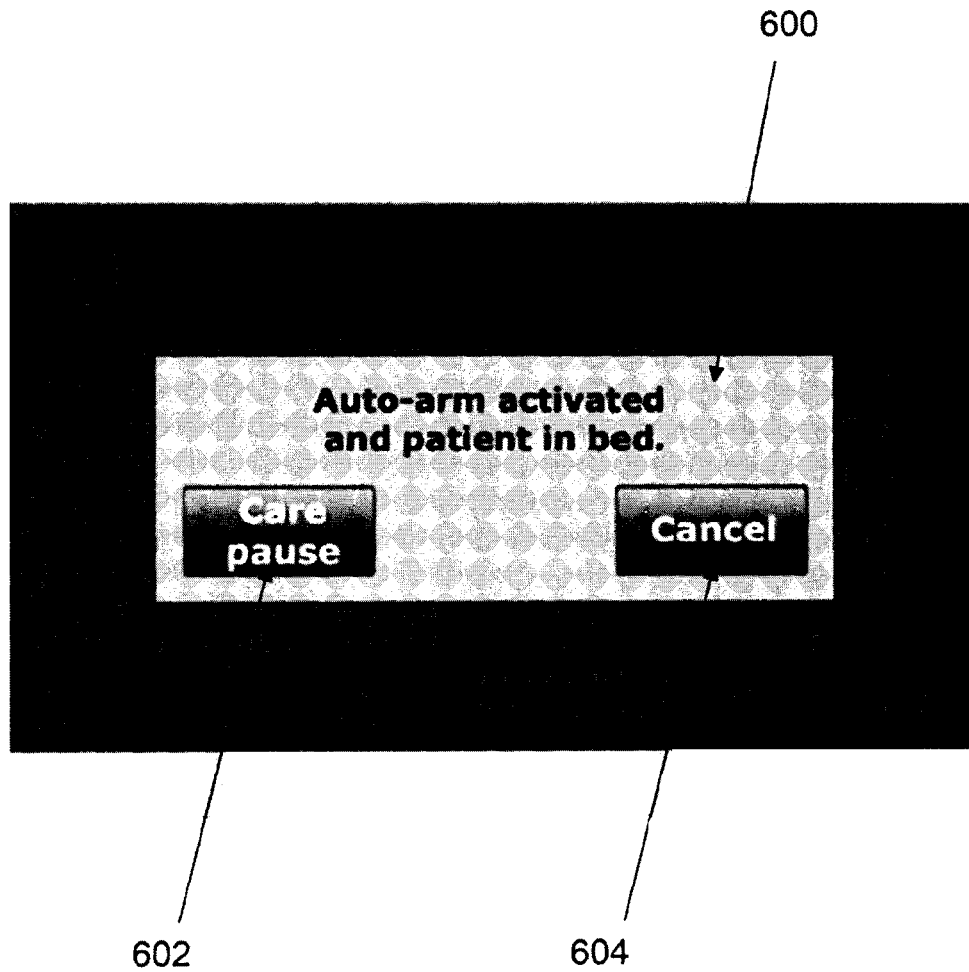 600
Auto-arm activated
and patient in bed.
Care
pause
Cancel
602
604